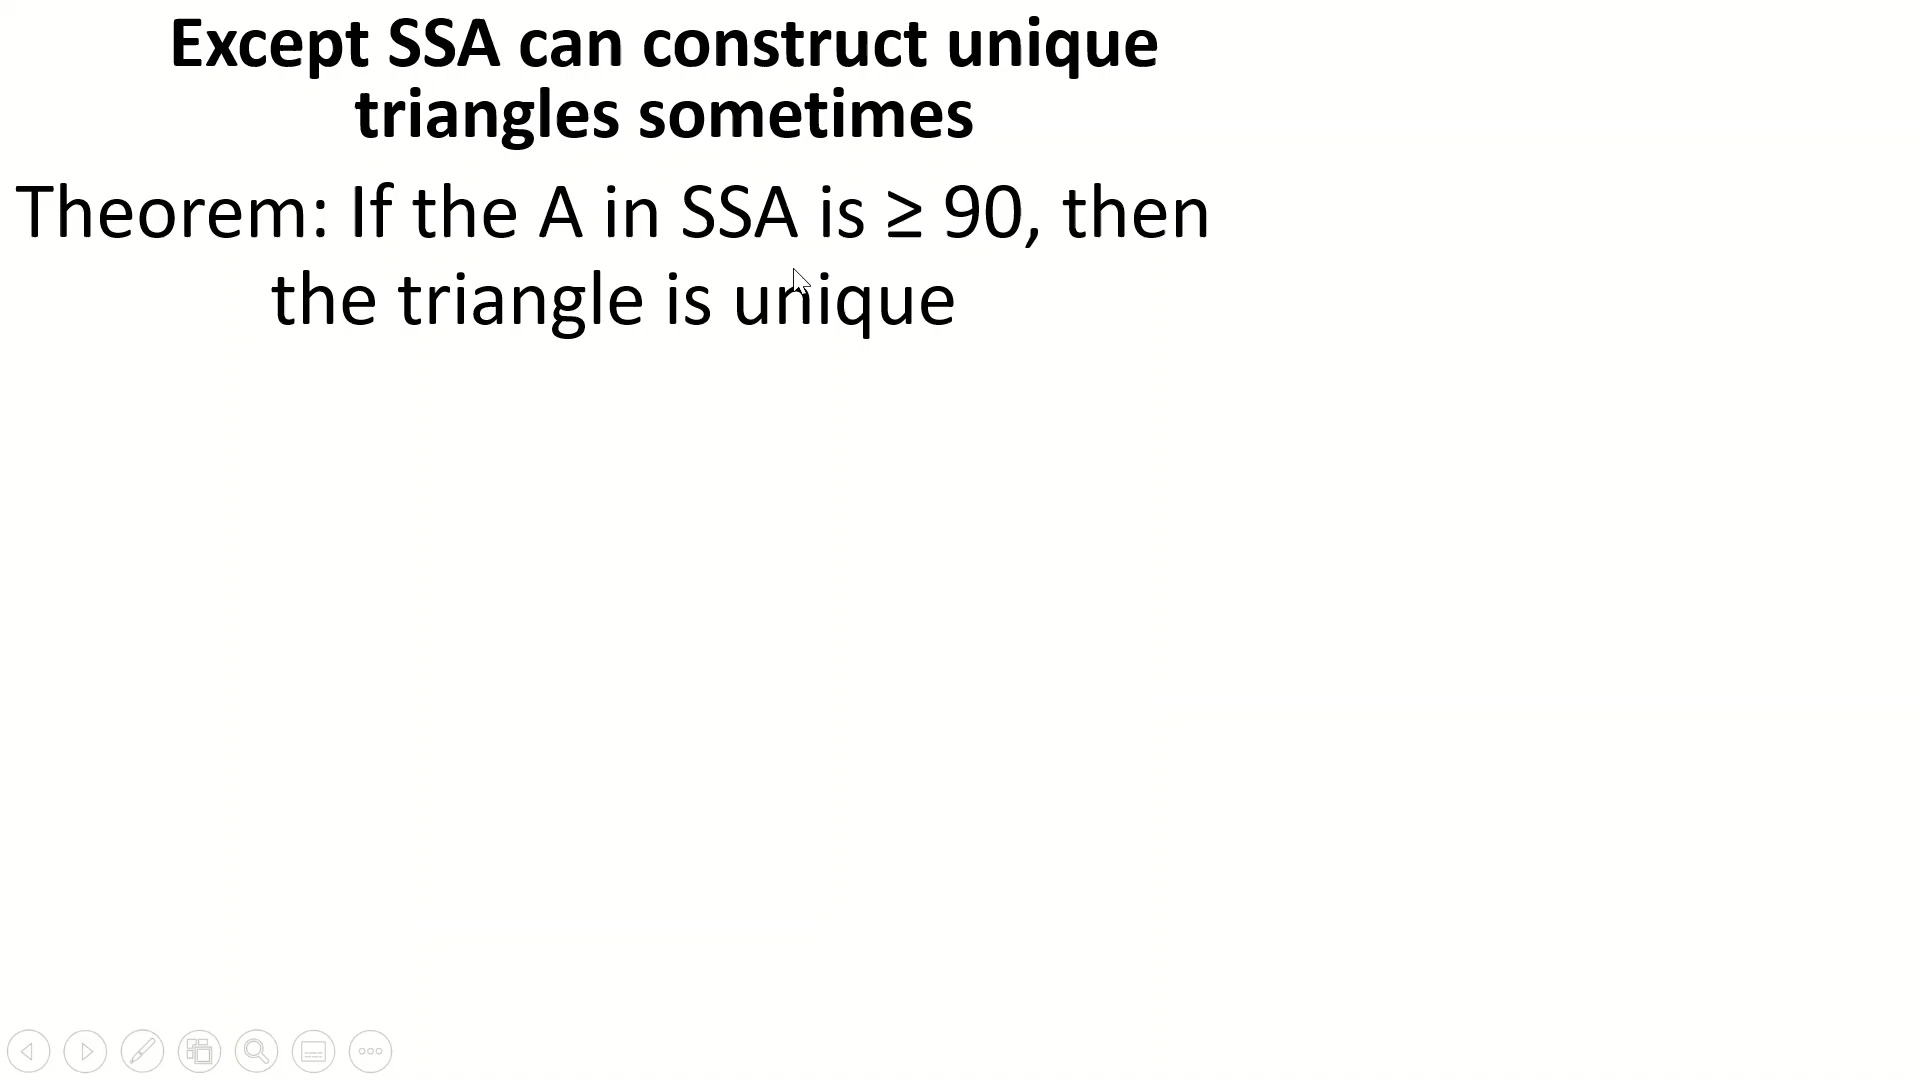 Except SSA can construct unique
triangles sometimes
Theorem: If the A in SSA is ≥ 90, then
the triangle is unique